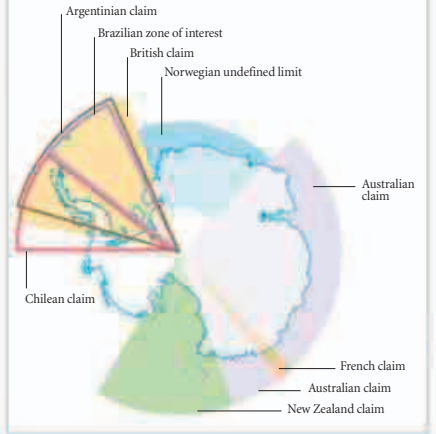 Argentinian claim
Brazilian zone of interest
British claim
Norwegian undefined limit
Australian
claim
Chilean claim
French claim
Australian claim
New Zealand claim